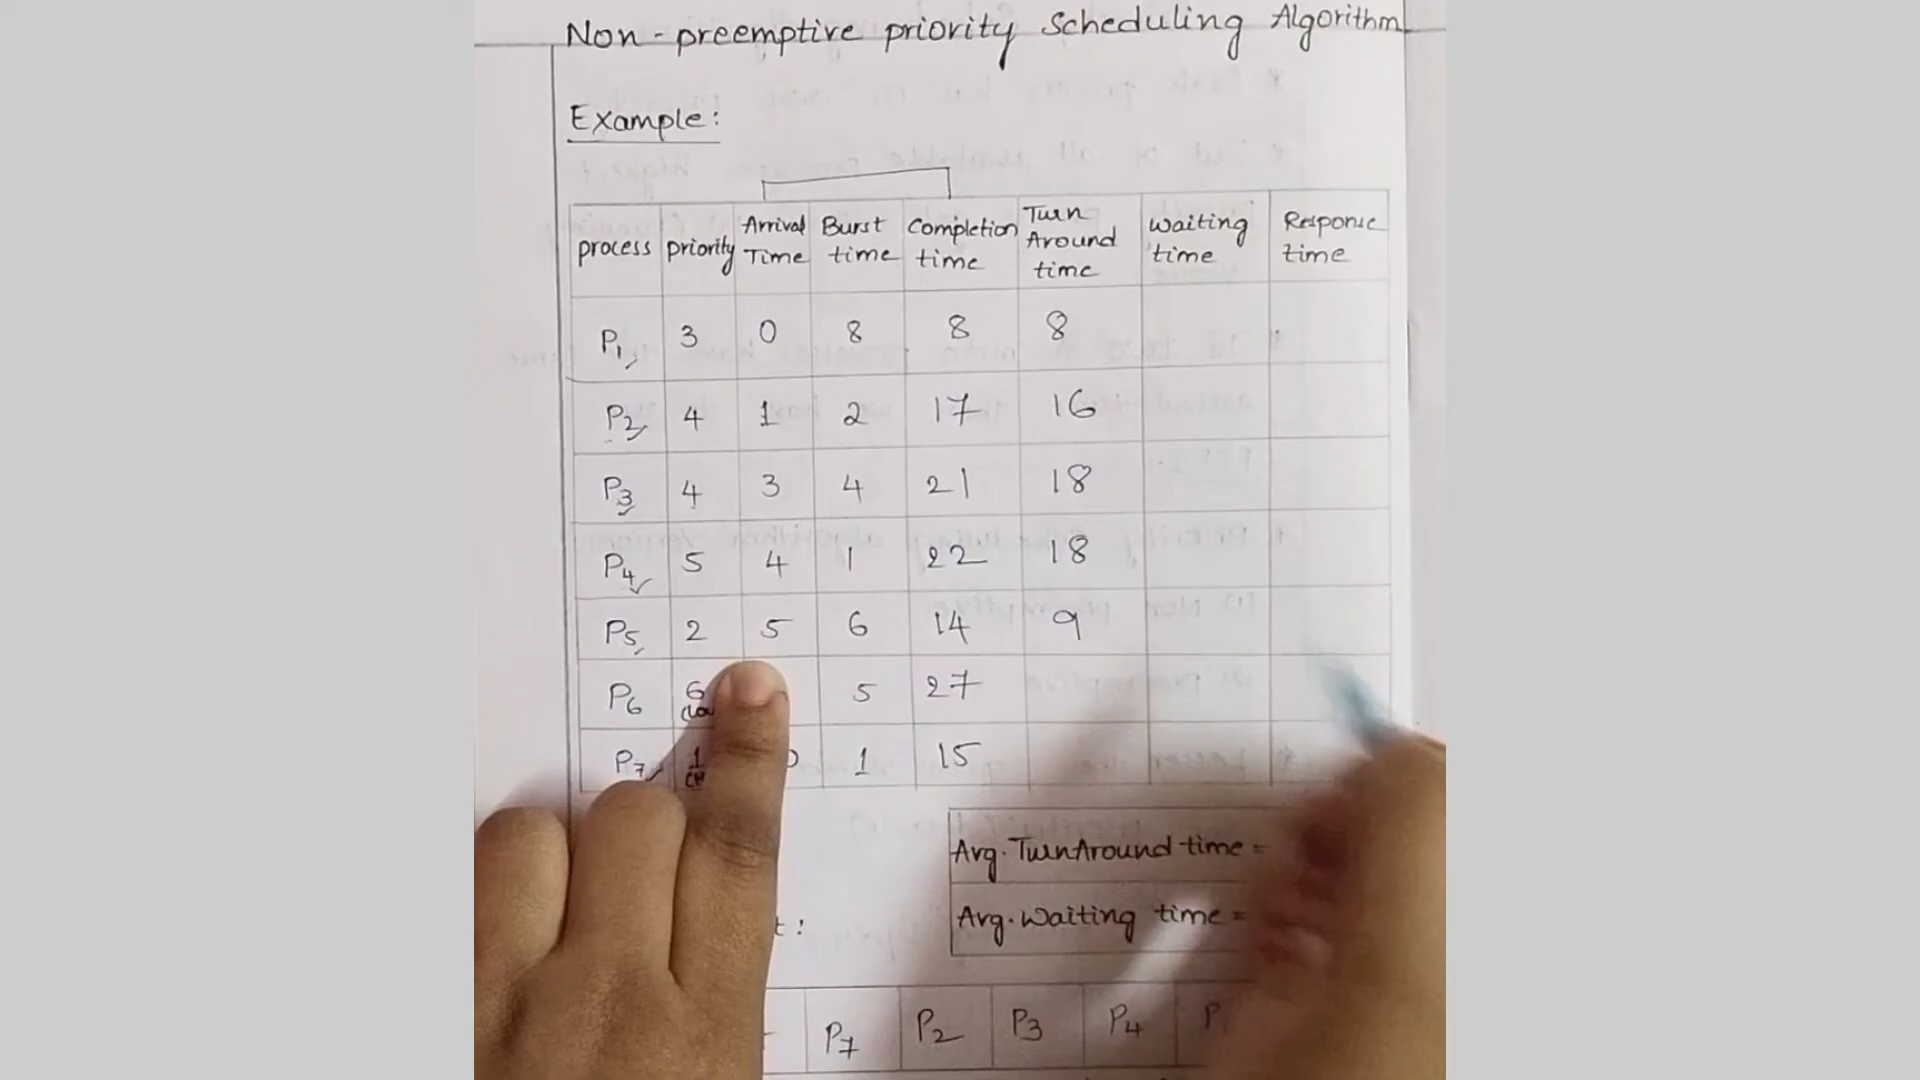 Non-preemptive priority Scheduling Algorithm
Example:
process priority Arrival Time Burst time Completion time Turn Around time Waiting time Response time
P1 3 0 8 8 8
P2 4 1 2 17 16
P3 4 3 4 21 18
P4 5 4 1 22 18
P5 2 5 6 14 9
P6 6 5 27
P7 1 1 15
Avg. TurnAround time =
Avg. Waiting time =
P7 P2 P3 P4 P